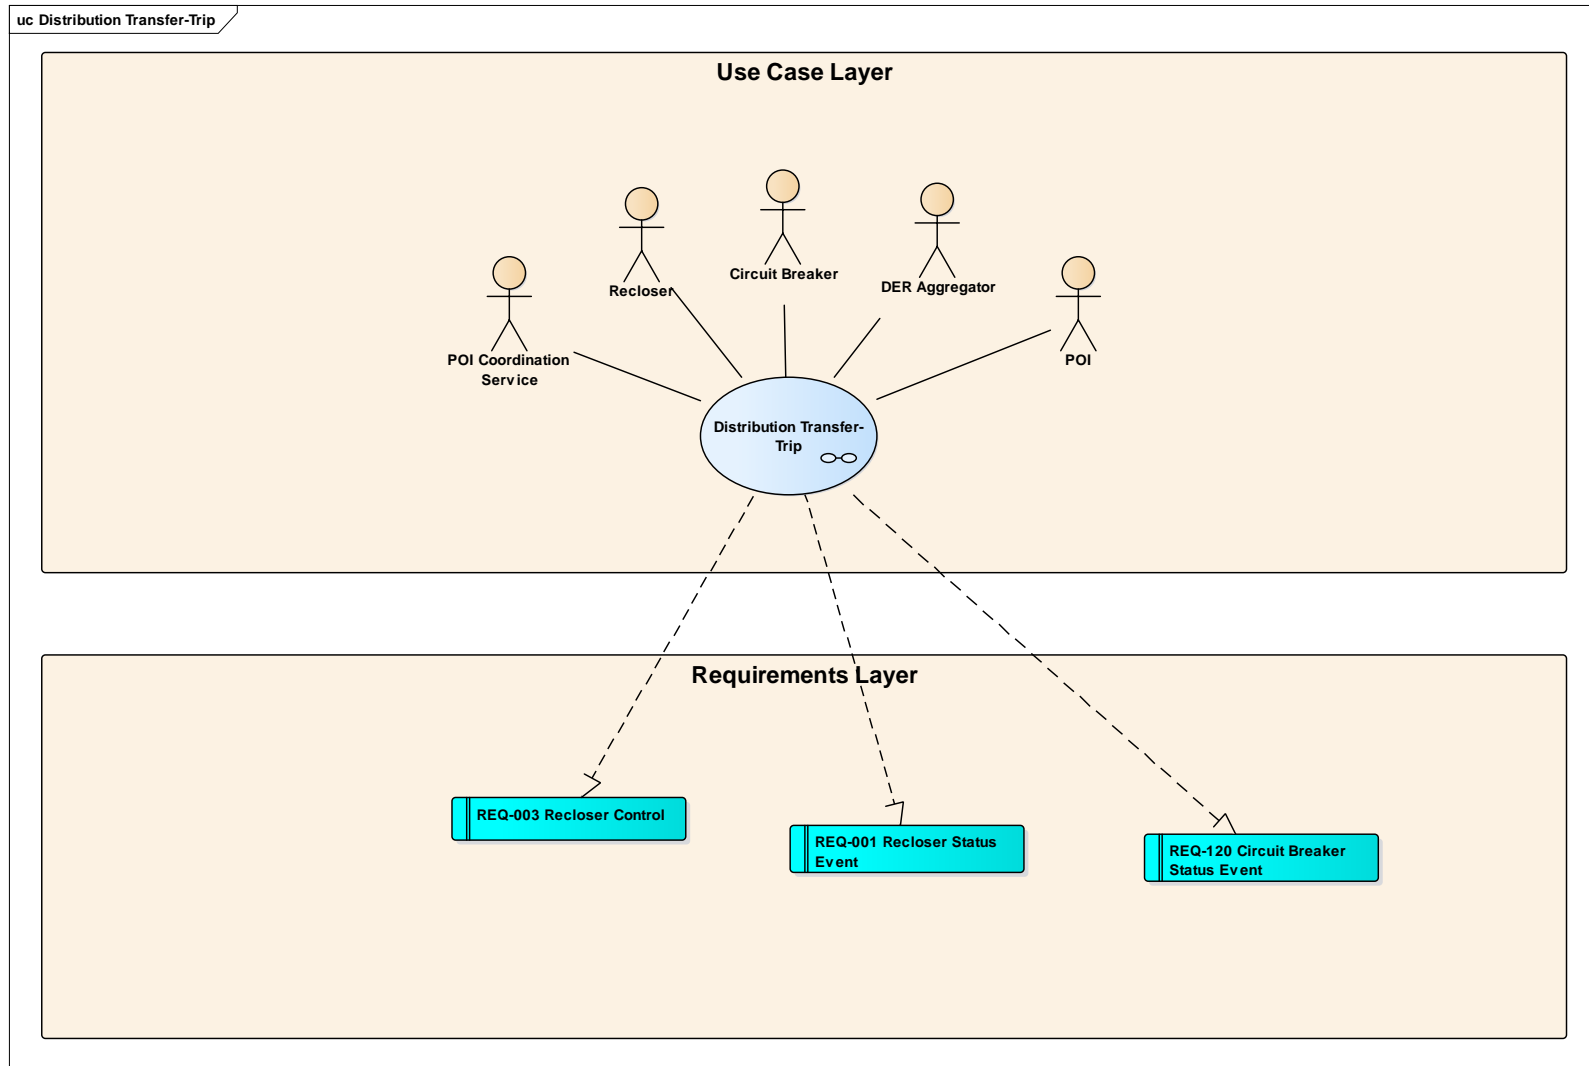 uc Distribution Transfer-Trip
Use Case Layer
Circuit Breaker
Recloser
DER Aggregator
POI Coordination
Service
POI
Distribution Transfer-
Trip
Requirements Layer
REQ-003 Recloser Control
REQ-001 Recloser Status
Event
REQ-120 Circuit Breaker
Status Event